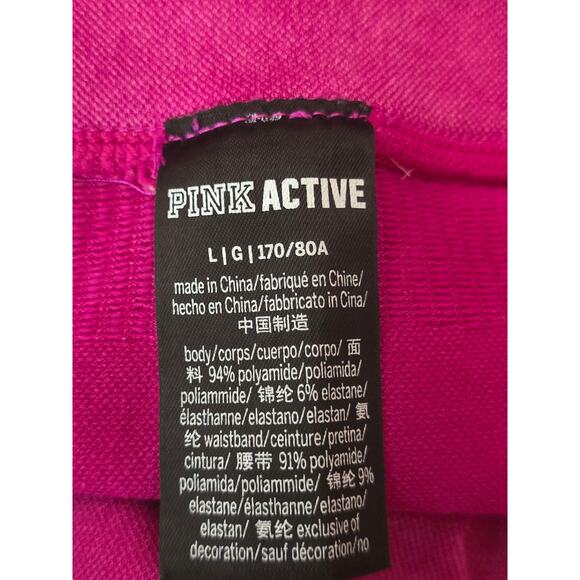 PINK ACTIVE
L | G | 170/80A
made in China/fabriqué en Chine/
hecho en China/fabbricato in Cina/
中国制造
body/corps/cuerpo/corpo/ 面
料 94% polyamide/poliamida/
poliammide/ 锦纶 6% elastane/
élasthanne/elastano/elastan/ 氨
纶 waistband/ceinture/pretina/
cintura/ 腰带 91% polyamide/
poliamida/poliammide/ 锦纶 9%
elastane/élasthanne/elastano/
elastan/ 氨纶 exclusive of
decoration/sauf décoration/no